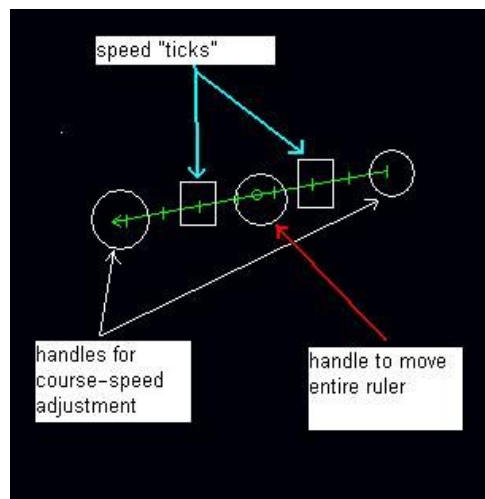 speed "ticks"
handles for
course-speed
adjustment
handle to move
entire ruler